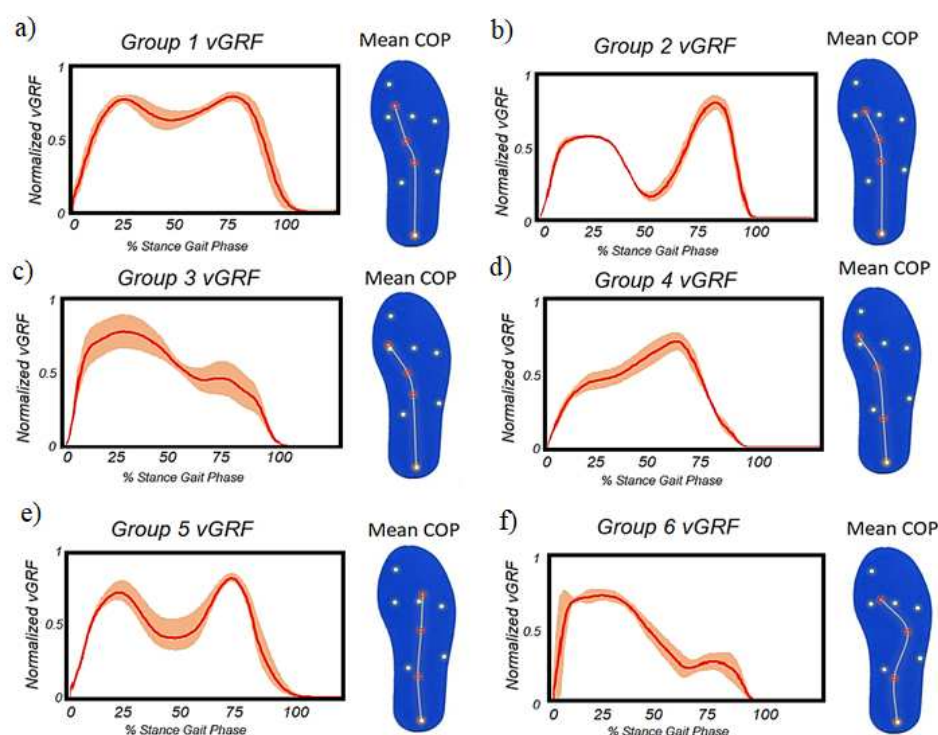 a)
Group 1 vGRF
Mean COP
Normalized vGRF
1
0.5
0
0 25 50 75 100
% Stance Gait Phase
b)
Group 2 vGRF
Mean COP
Normalized vGRF
1
0.5
0
0 25 50 75 100
% Stance Gait Phase
c)
Group 3 vGRF
Mean COP
Normalized vGRF
1
0.5
0
0 25 50 75 100
% Stance Gait Phase
d)
Group 4 vGRF
Mean COP
Normalized vGRF
1
0.5
0
0 25 50 75 100
% Stance Gait Phase
e)
Group 5 vGRF
Mean COP
Normalized vGRF
1
0.5
0
0 25 50 75 100
% Stance Gait Phase
f)
Group 6 vGRF
Mean COP
Normalized vGRF
1
0.5
0
0 25 50 75 100
% Stance Gait Phase